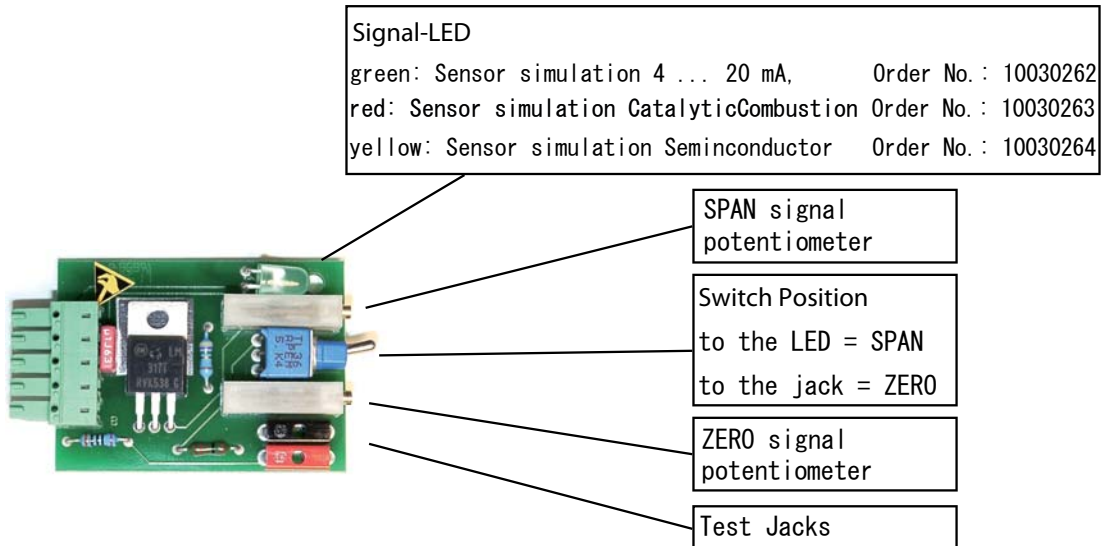 Signal-LED
green: Sensor simulation 4 ... 20 mA, Order No.: 10030262
red: Sensor simulation CatalyticCombustion Order No.: 10030263
yellow: Sensor simulation Seminconductor Order No.: 10030264
SPAN signal
potentiometer
Switch Position
to the LED = SPAN
to the jack = ZERO
ZERO signal
potentiometer
Test Jacks
LM
317T